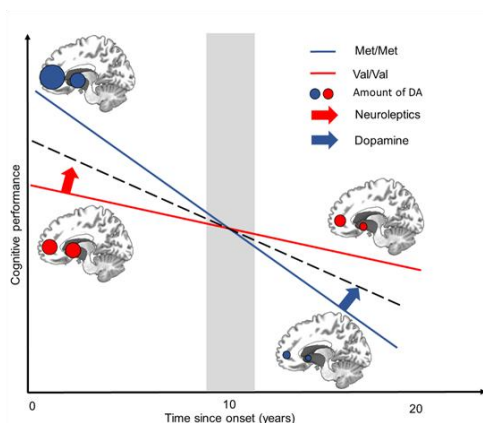 Met/Met
Val/Val
Amount of DA
Neuroleptics
Dopamine
Cognitive performance
0
10
20
Time since onset (years)